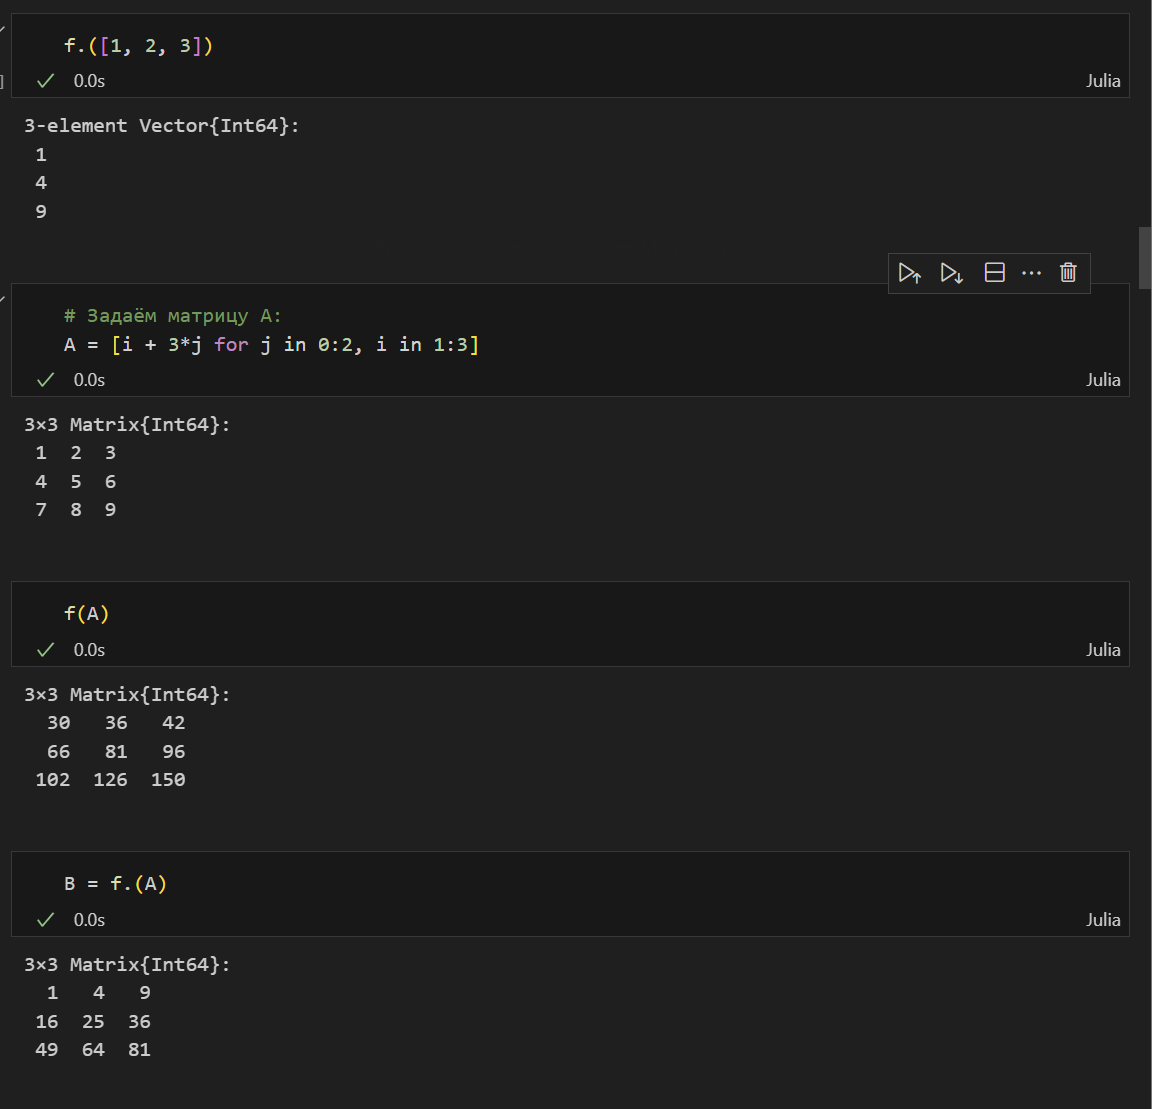 f.([1, 2, 3])
0.0s
Julia
3-element Vector{Int64}:
1
4
9
# Задаём матрицу A:
A = [i + 3*j for j in 0:2, i in 1:3]
0.0s
Julia
3×3 Matrix{Int64}:
1 2 3
4 5 6
7 8 9
f(A)
0.0s
Julia
3×3 Matrix{Int64}:
30 36 42
66 81 96
102 126 150
B = f.(A)
0.0s
Julia
3×3 Matrix{Int64}:
1 4 9
16 25 36
49 64 81